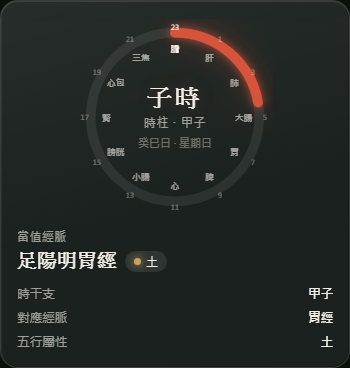 23
21
1
膽
三焦
肝
19
3
心包
肺
子時
17
腎
大腸
5
時柱 · 甲子
癸巳日 · 星期日
膀胱
胃
15
7
小腸
脾
心
13
9
11
當值經脈
足陽明胃經
土
時干支
甲子
對應經脈
胃經
五行屬性
土